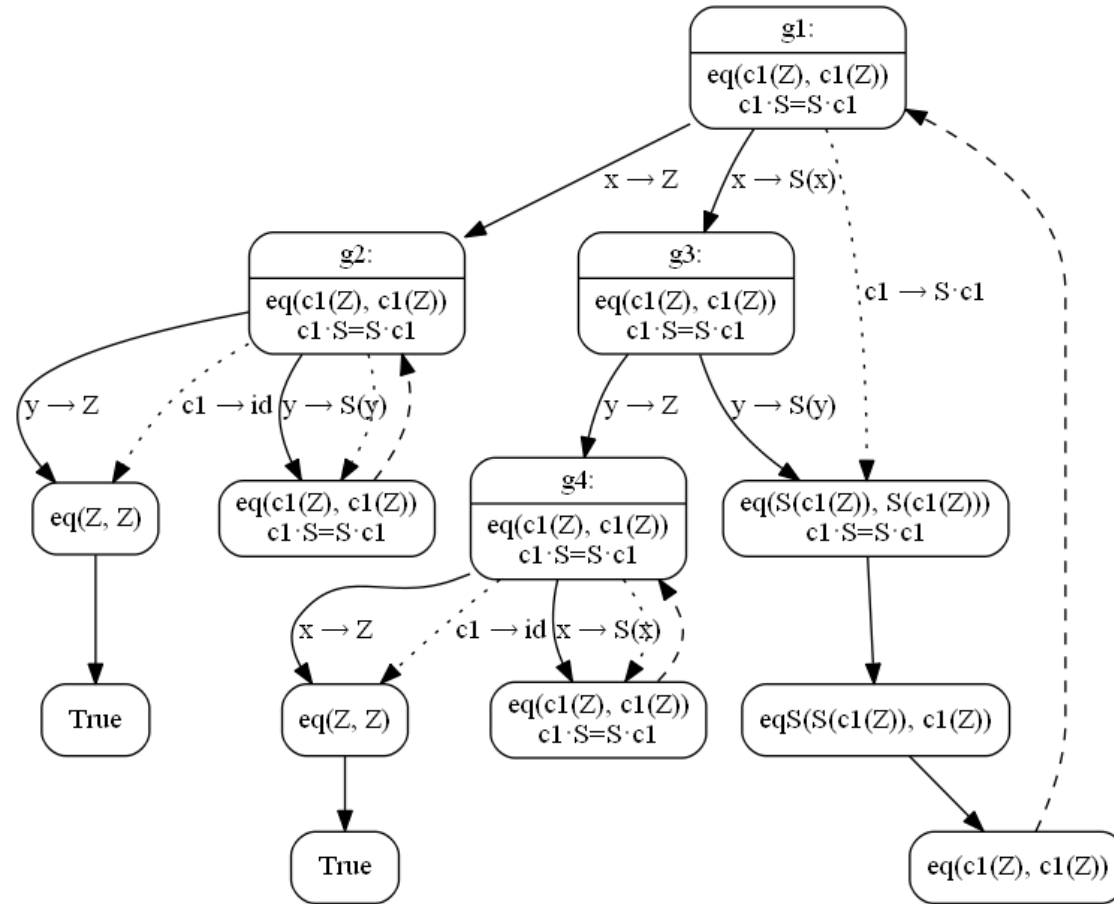 g1:
eq(c1(Z), c1(Z))
c1·S=S·c1
x → Z
x → S(x)
g2:
eq(c1(Z), c1(Z))
c1·S=S·c1
g3:
eq(c1(Z), c1(Z))
c1·S=S·c1
c1 → S·c1
y → Z
c1 → id
y → S(y)
y → Z
y → S(y)
eq(Z, Z)
eq(c1(Z), c1(Z))
c1·S=S·c1
g4:
eq(c1(Z), c1(Z))
c1·S=S·c1
eq(S(c1(Z)), S(c1(Z)))
c1·S=S·c1
x → Z
c1 → id
x → S(x)
True
eq(Z, Z)
eq(c1(Z), c1(Z))
c1·S=S·c1
eqS(S(c1(Z)), c1(Z))
True
eq(c1(Z), c1(Z))